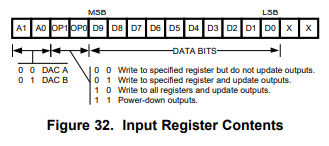 MSB LSB
A1 A0 OP1 OP0 D9 D8 D7 D6 D5 D4 D3 D2 D1 D0 X X
DATA BITS
0 0 DAC A 0 0 Write to specified register but do not update outputs.
0 1 DAC B 0 1 Write to specified register and update outputs.
1 0 Write to all registers and update outputs.
1 1 Power-down outputs.
Figure 32. Input Register Contents